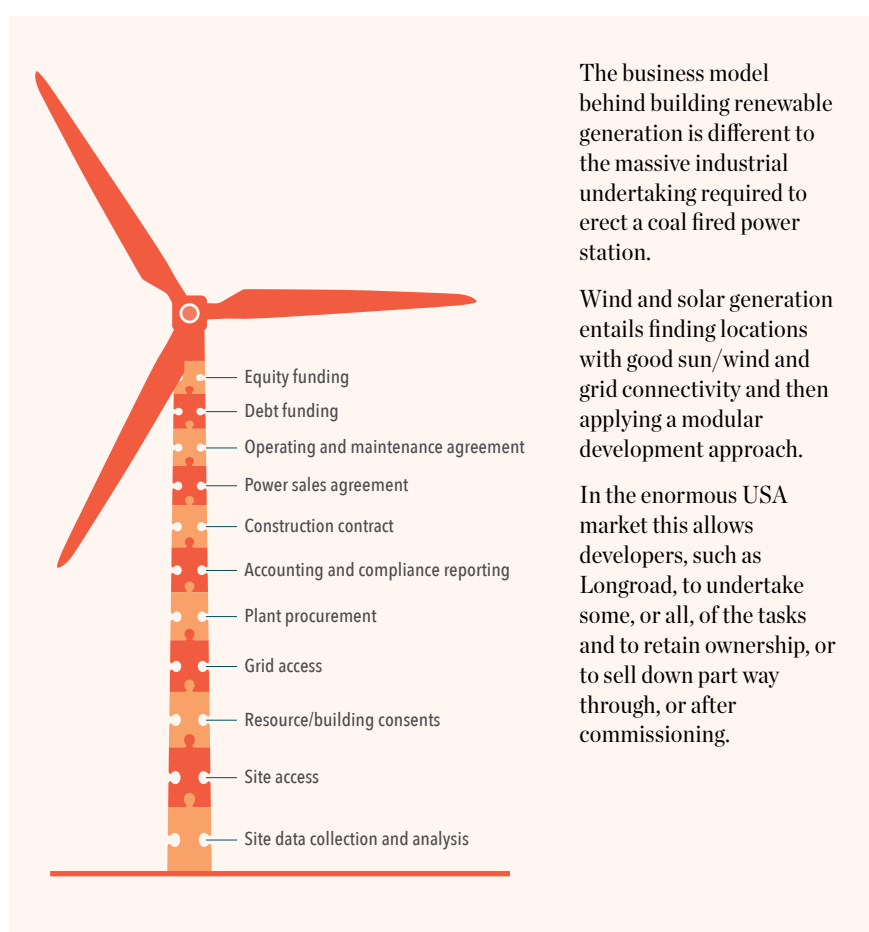 Equity funding
Debt funding
Operating and maintenance agreement
Power sales agreement
Construction contract
Accounting and compliance reporting
Plant procurement
Grid access
Resource/building consents
Site access
Site data collection and analysis
The business model
behind building renewable
generation is different to
the massive industrial
undertaking required to
erect a coal fired power
station.
Wind and solar generation
entails finding locations
with good sun/wind and
grid connectivity and then
applying a modular
development approach.
In the enormous USA
market this allows
developers, such as
Longroad, to undertake
some, or all, of the tasks
and to retain ownership, or
to sell down part way
through, or after
commissioning.